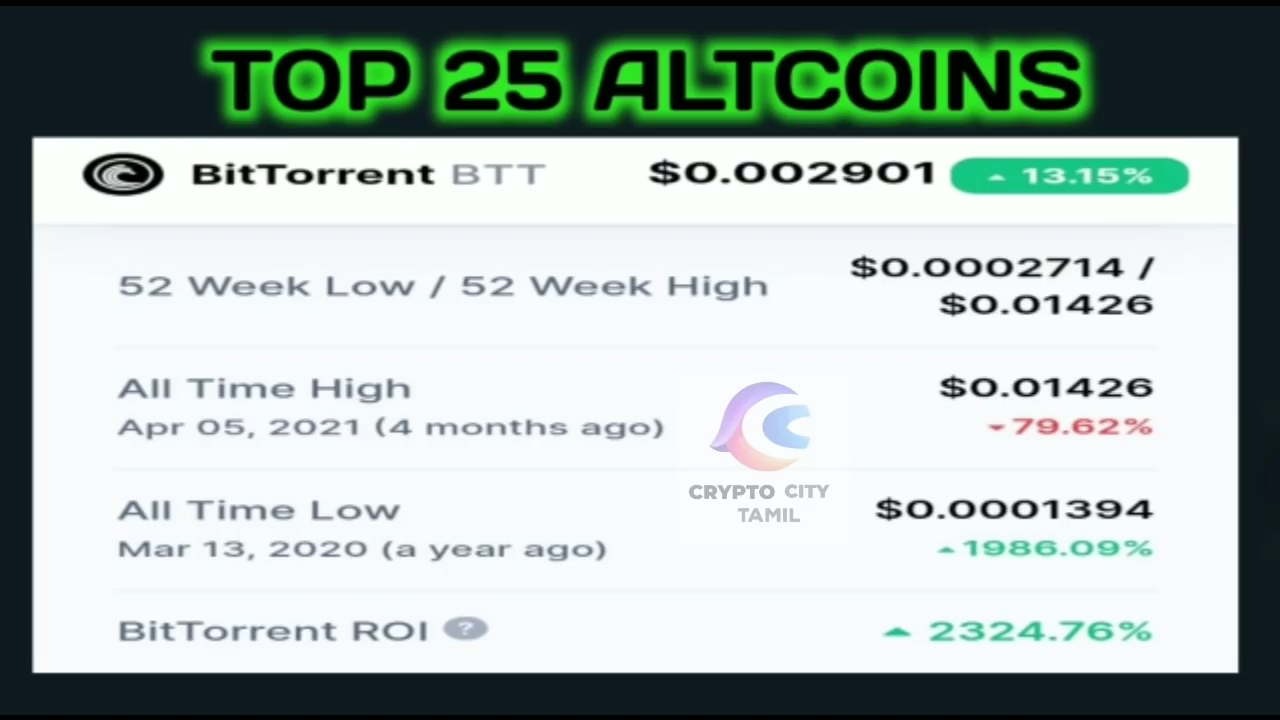 TOP 25 ALTCOINS
BitTorrent BTT $0.002901 13.15%
52 Week Low / 52 Week High $0.0002714 /
$0.01426
All Time High $0.01426
Apr 05, 2021 (4 months ago) 79.62%
CRYPTO CITY
TAMIL
All Time Low $0.0001394
Mar 13, 2020 (a year ago) 1986.09%
BitTorrent ROI ? 2324.76%